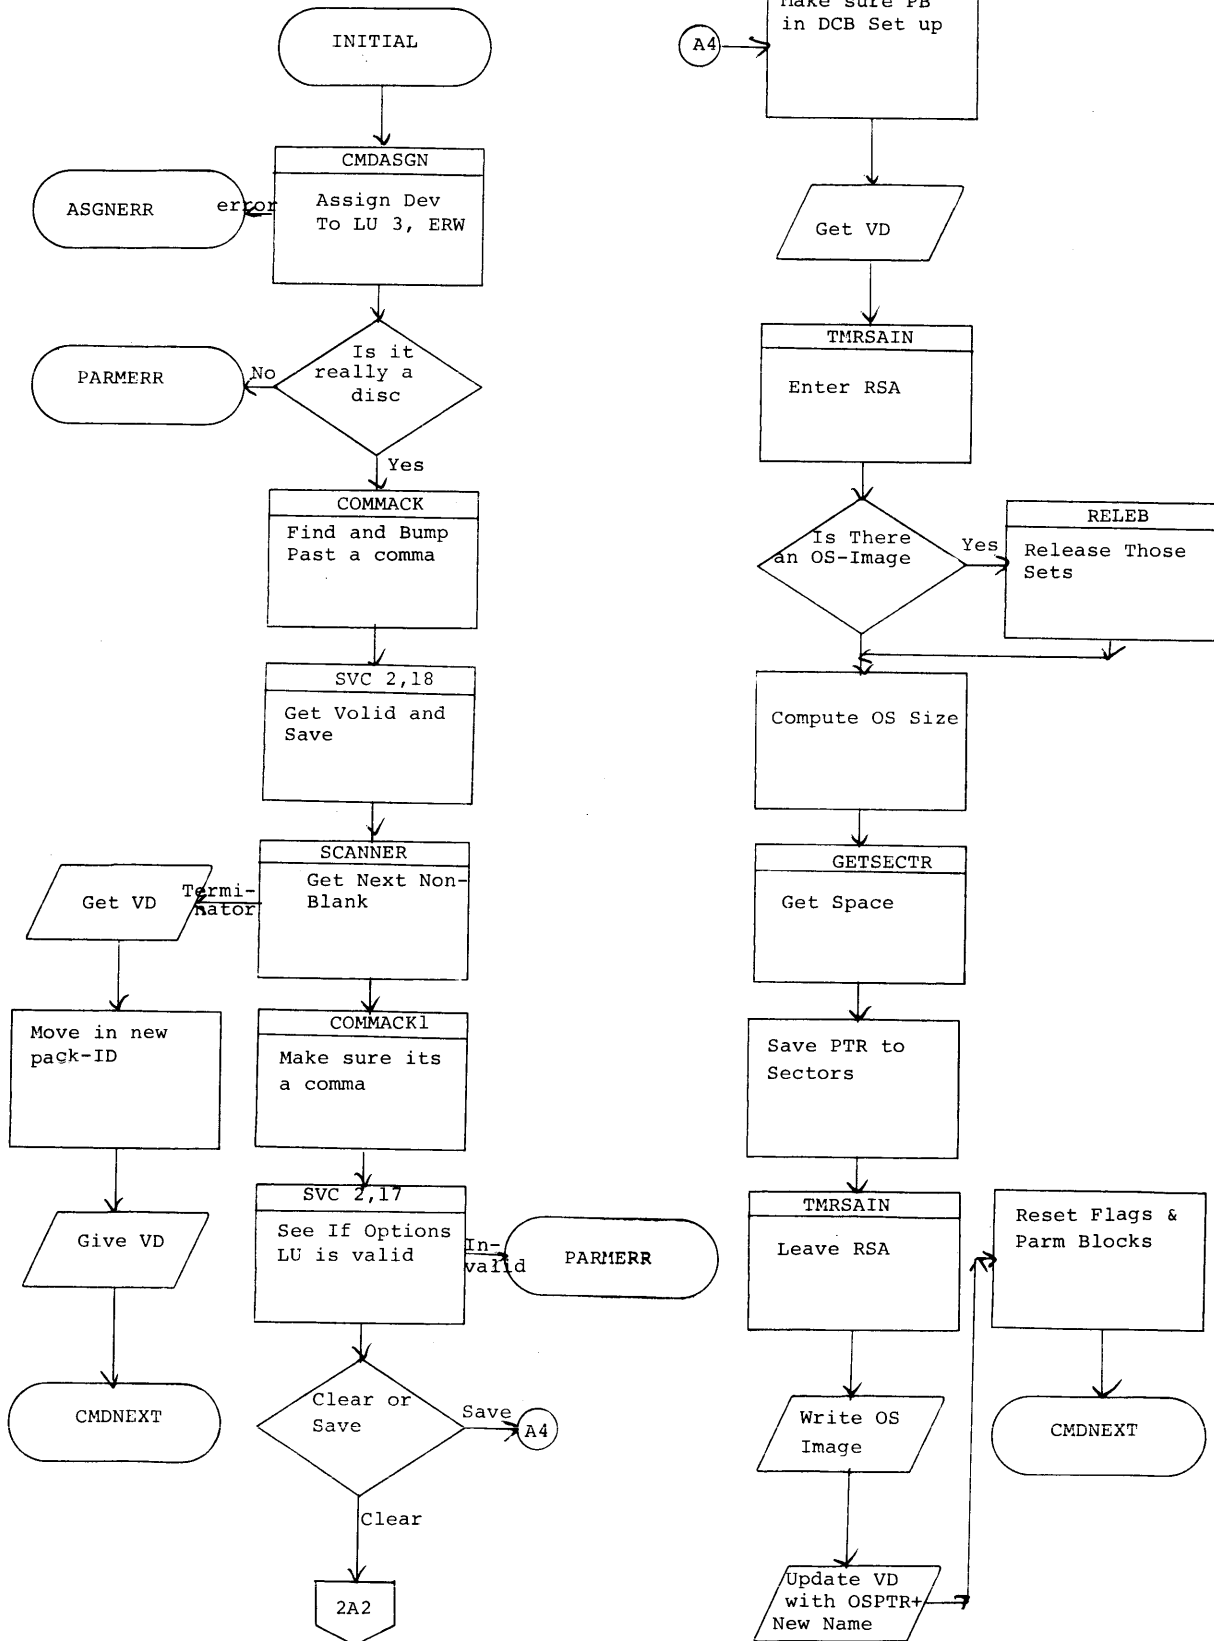 INITIAL
CMDASGN
Assign Dev
To LU 3, ERW
error
ASGNERR
Is it
really a
disc
No
PARMERR
Yes
COMMACK
Find and Bump
Past a comma
SVC 2,18
Get Volid and
Save
SCANNER
Get Next Non-
Blank
Termi-
nator
Get VD
Move in new
pack-ID
Give VD
CMDNEXT
COMMACK1
Make sure its
a comma
SVC 2,17
See If Options
LU is valid
In-
valid
PARMERR
Clear or
Save
Save
A4
Clear
2A2
A4
Make sure PB
in DCB Set up
Get VD
TMRSAIN
Enter RSA
Is There
an OS-Image
Yes
RELEB
Release Those
Sets
Compute OS Size
GETSECTR
Get Space
Save PTR to
Sectors
TMRSAIN
Leave RSA
Write OS
Image
Update VD
with OSPTR+
New Name
Reset Flags &
Parm Blocks
CMDNEXT